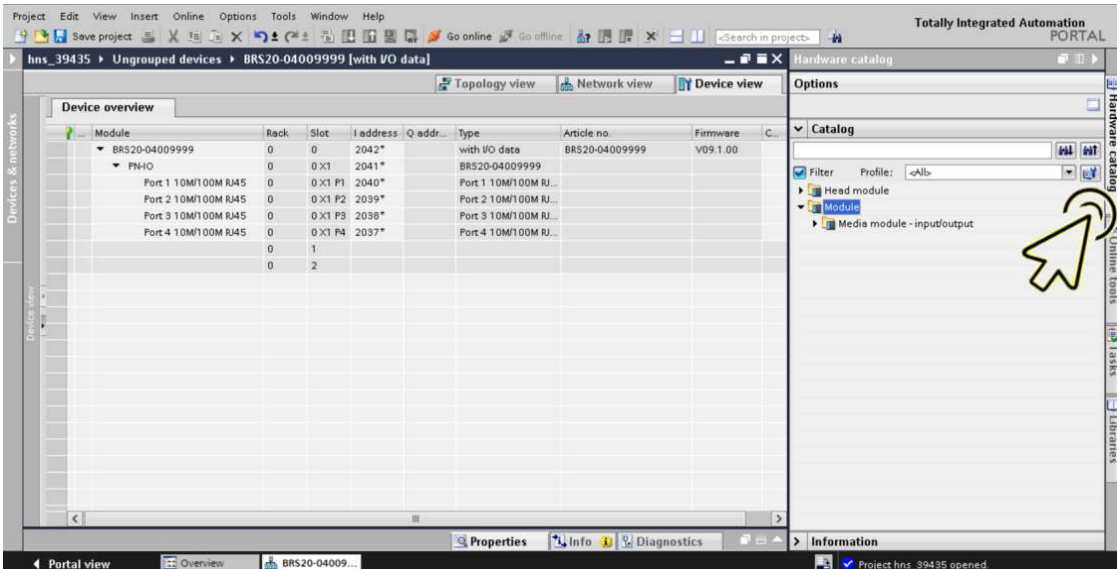 Project Edit View Insert Online Options Tools Window Help
Totally Integrated Automation
PORTAL
Save project Go online Go offline <Search in project>
hns_39435 ▸ Ungrouped devices ▸ BRS20-04009999 [with I/O data]
Hardware catalog
Topology view Network view Device view
Options
Device overview
Catalog
Module Rack Slot I address Q addr... Type Article no. Firmware C...
BRS20-04009999 0 0 2042* with I/O data BRS20-04009999 V09.1.00
PN-IO 0 0 X1 2041* BRS20-04009999
Port 1 10M/100M RJ45 0 0 X1 P1 2040* Port 1 10M/100M RJ...
Port 2 10M/100M RJ45 0 0 X1 P2 2039* Port 2 10M/100M RJ...
Port 3 10M/100M RJ45 0 0 X1 P3 2038* Port 3 10M/100M RJ...
Port 4 10M/100M RJ45 0 0 X1 P4 2037* Port 4 10M/100M RJ...
0 1
0 2
Filter Profile: <All>
Head module
Module
Media module - input/output
Devices & networks
Device view
Hardware catalog
Online tools
Tasks
Libraries
Properties Info Diagnostics
Information
Portal view Overview BRS20-04009...
Project hns_39435 opened.